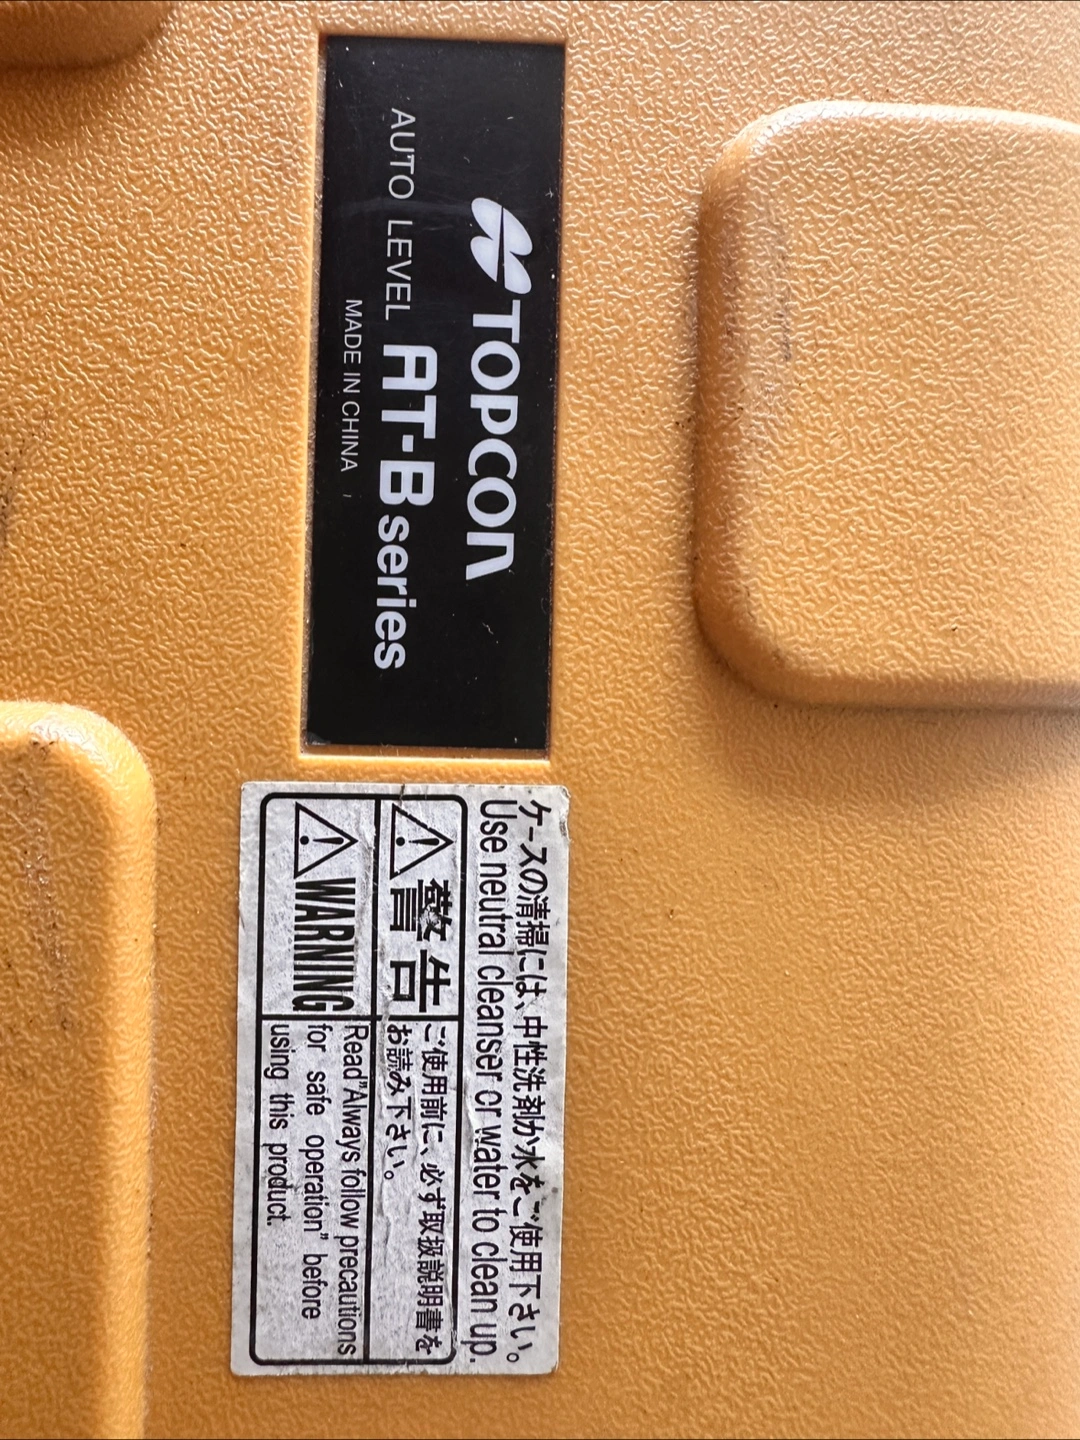 TOPCON
AUTO LEVEL AT-B series
MADE IN CHINA
ケースの清掃には、中性洗剤か水をご使用下さい。
Use neutral cleanser or water to clean up.
警告
ご使用前に、必ず取扱説明書を
お読み下さい。
WARNING
Read"Always follow precautions
for safe operation" before
using this product.